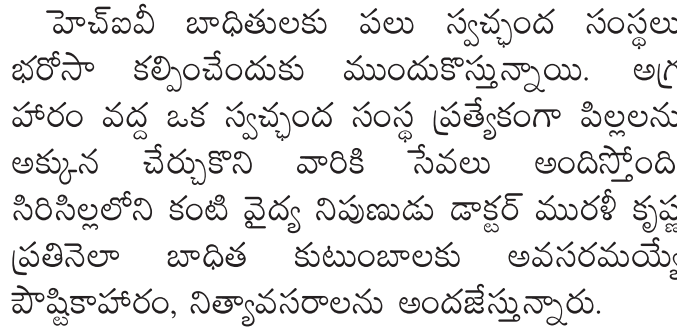 హెచ్ఐవీ బాధితులకు పలు స్వచ్ఛంద సంస్థలు
భరోసా కల్పించేందుకు ముందుకొస్తున్నాయి. అగ్ర
హారం వద్ద ఒక స్వచ్ఛంద సంస్థ ప్రత్యేకంగా పిల్లలను
అక్కున చేర్చుకొని వారికి సేవలు అందిస్తోంది
సిరిసిల్లలోని కంటి వైద్య నిపుణుడు డాక్టర్ మురళీ కృష్ణ
ప్రతినెలా బాధిత కుటుంబాలకు అవసరమయ్యే
పౌష్టికాహారం, నిత్యావసరాలను అందజేస్తున్నారు.